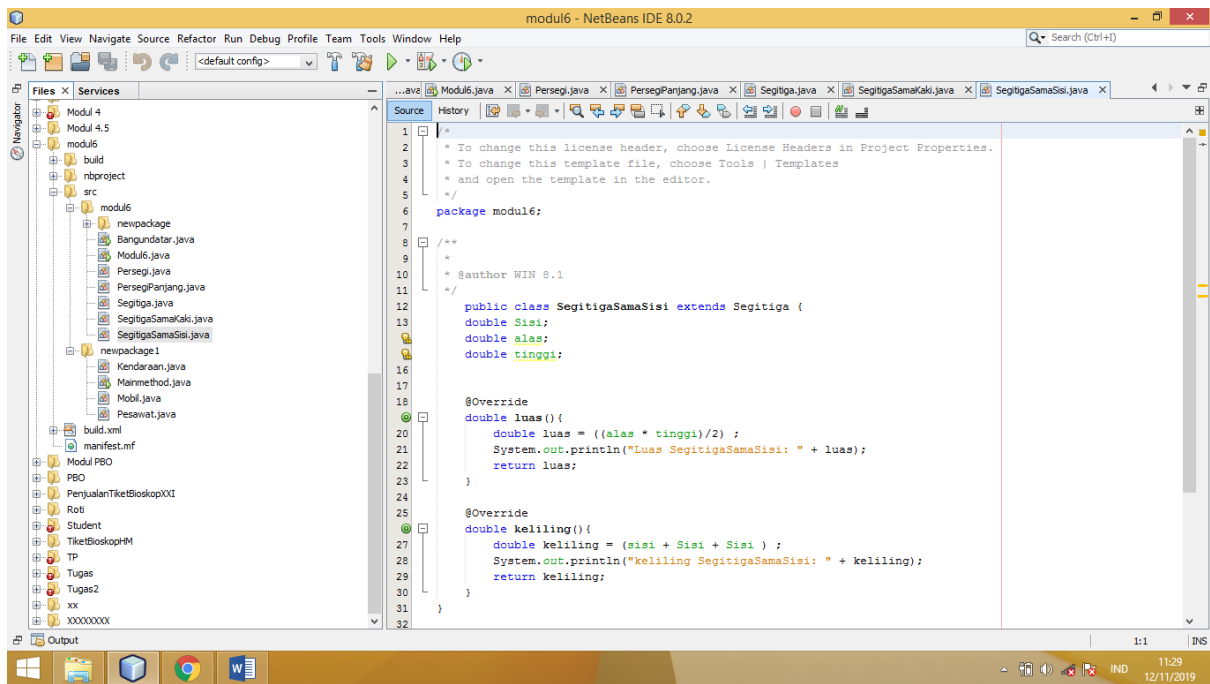 modul6 - NetBeans IDE 8.0.2
File Edit View Navigate Source Refactor Run Debug Profile Team Tools Window Help
Search (Ctrl+I)
<default config>
Files Services
...ava Modul6.java Persegi.java PersegiPanjang.java Segitiga.java SegitigaSamaKaki.java SegitigaSamaSisi.java
Source History
Navigator
Modul 4
Modul 4.5
modul6
build
nbproject
src
modul6
newpackage
Bangundatar.java
Modul6.java
Persegi.java
PersegiPanjang.java
Segitiga.java
SegitigaSamaKaki.java
SegitigaSamaSisi.java
newpackage1
Kendaraan.java
Mainmethod.java
Mobil.java
Pesawat.java
build.xml
manifest.mf
Modul PBO
PBO
PenjualanTiketBioskopXXI
Roti
Student
TiketBioskopHM
TP
Tugas
Tugas2
xx
XXXXXXXX
1 /*
2 * To change this license header, choose License Headers in Project Properties.
3 * To change this template file, choose Tools | Templates
4 * and open the template in the editor.
5 */
6 package modul6;
7
8 /**
9 *
10 * @author WIN 8.1
11 */
12 public class SegitigaSamaSisi extends Segitiga {
13 double Sisi;
double alas;
double tinggi;
16
17
18 @Override
double luas(){
20 double luas = ((alas * tinggi)/2) ;
21 System.out.println("Luas SegitigaSamaSisi: " + luas);
22 return luas;
23 }
24
25 @Override
double keliling(){
27 double keliling = (sisi + Sisi + Sisi ) ;
28 System.out.println("keliling SegitigaSamaSisi: " + keliling);
29 return keliling;
30 }
31 }
32
Output
1:1 INS
IND
11:29
12/11/2019